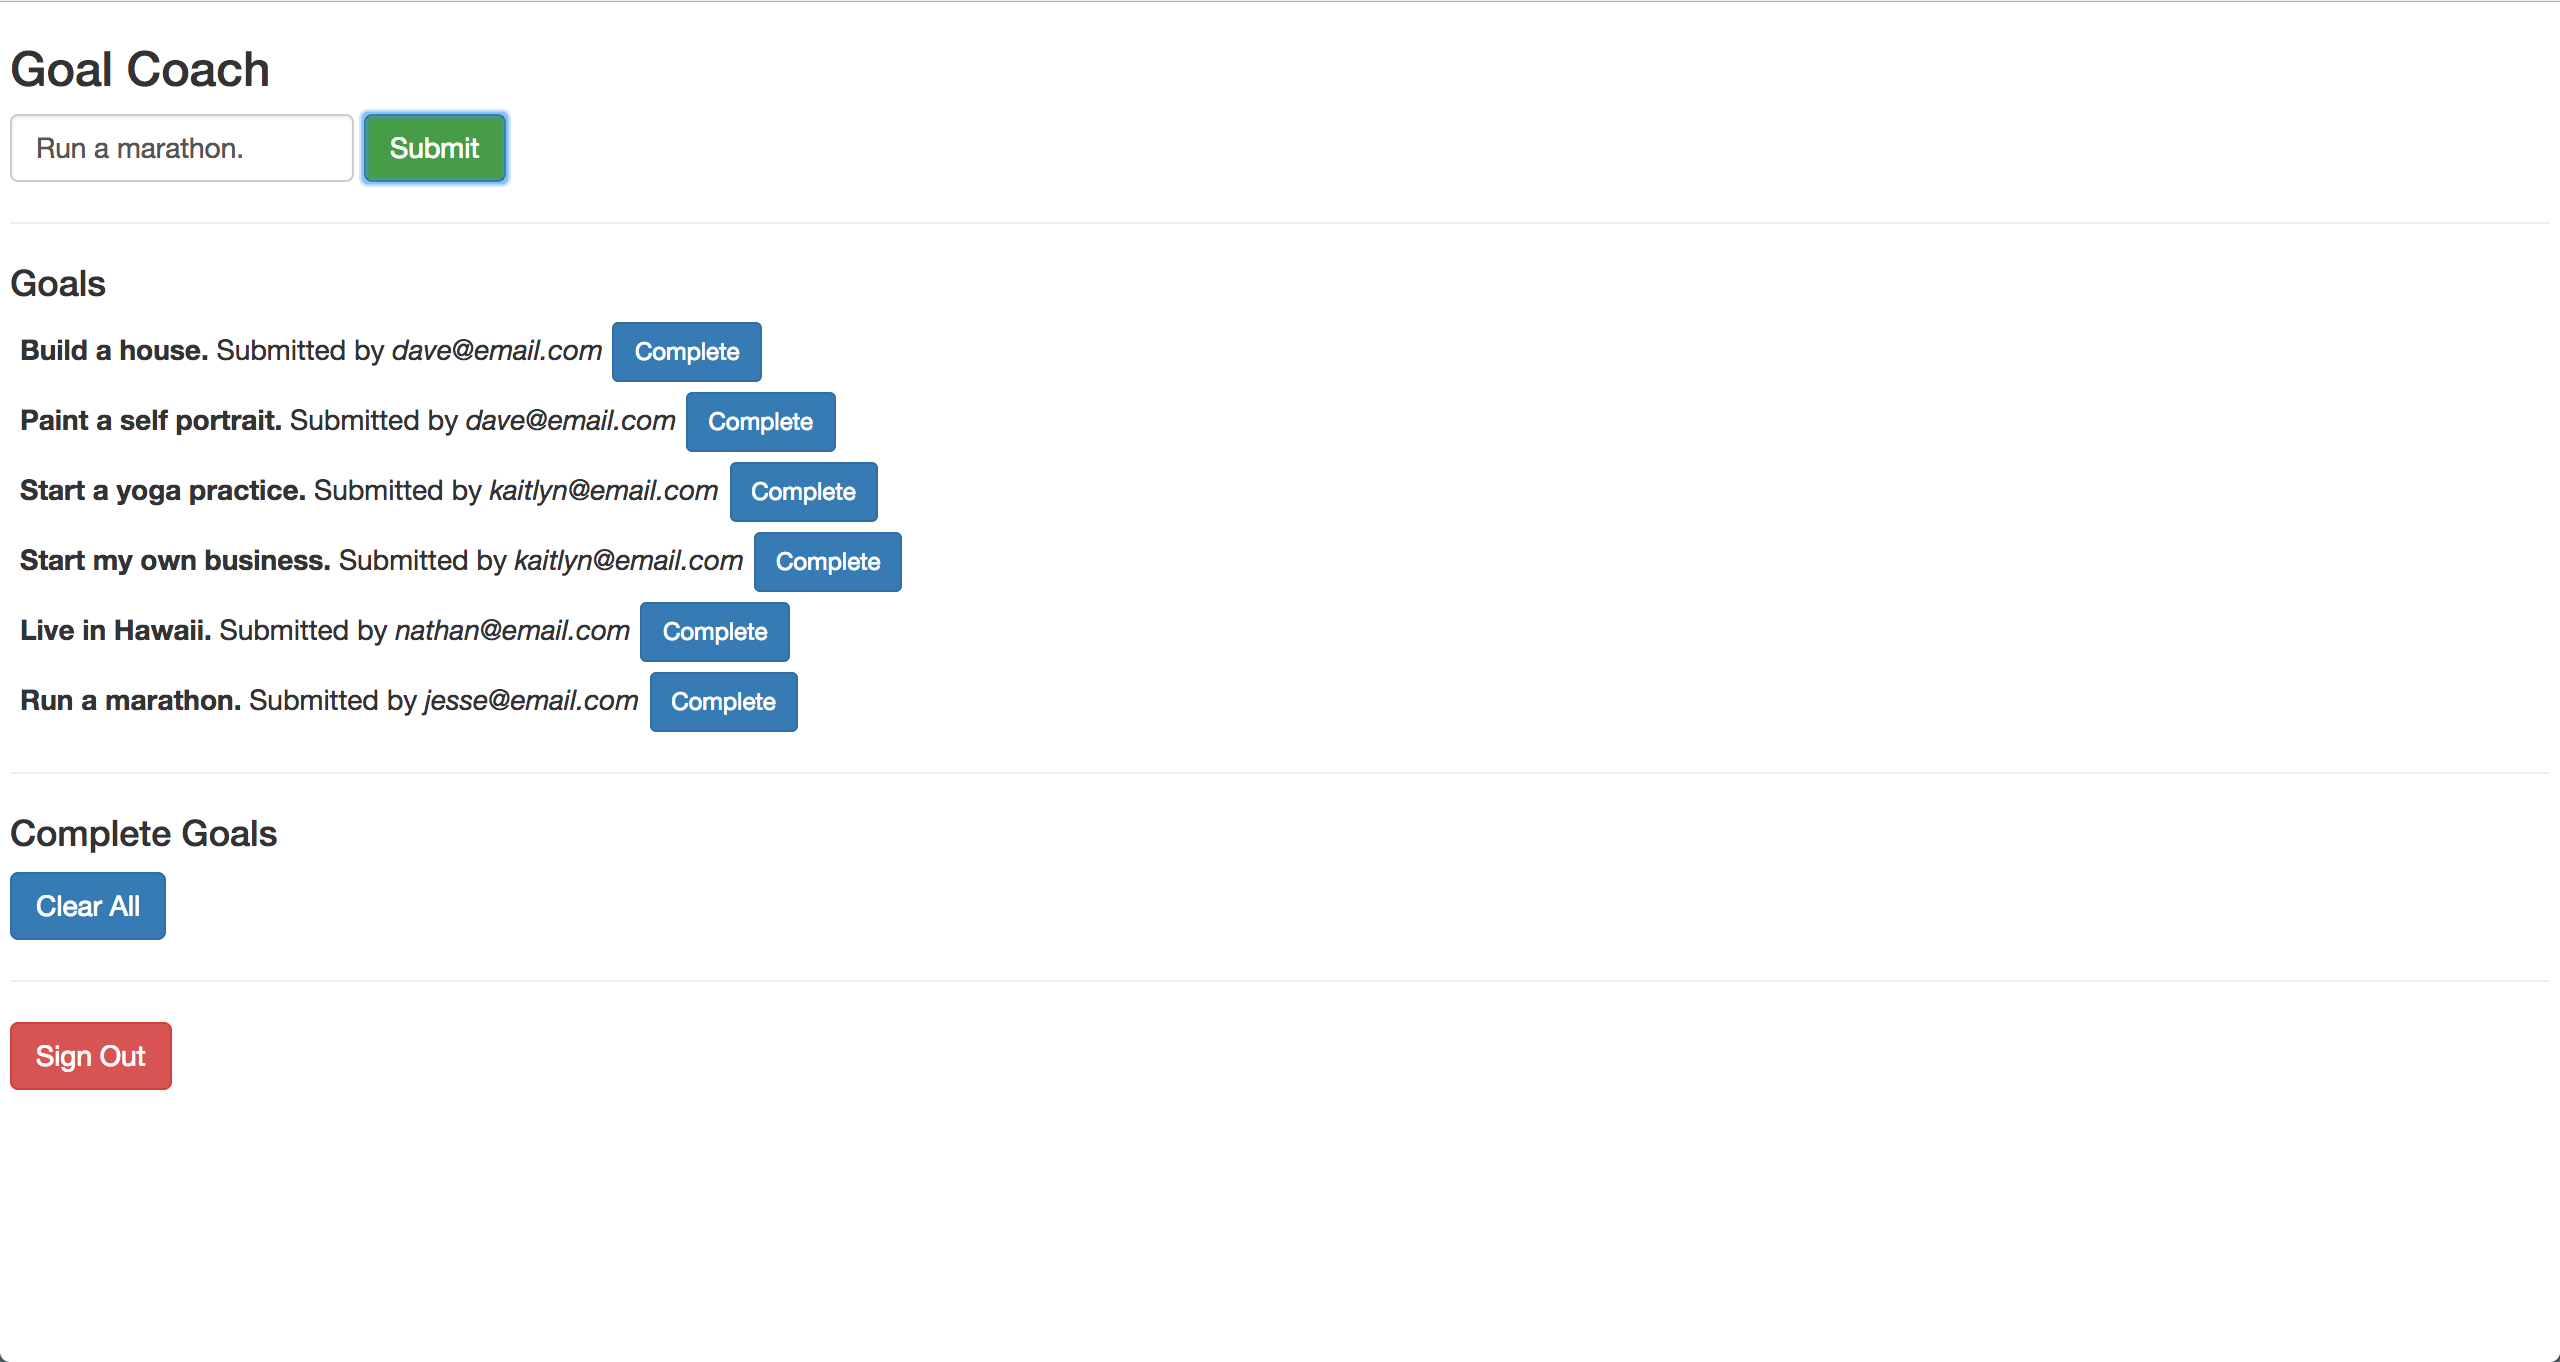 Goal Coach
Run a marathon. Submit
Goals
Build a house. Submitted by dave@email.com Complete
Paint a self portrait. Submitted by dave@email.com Complete
Start a yoga practice. Submitted by kaitlyn@email.com Complete
Start my own business. Submitted by kaitlyn@email.com Complete
Live in Hawaii. Submitted by nathan@email.com Complete
Run a marathon. Submitted by jesse@email.com Complete
Complete Goals
Clear All
Sign Out